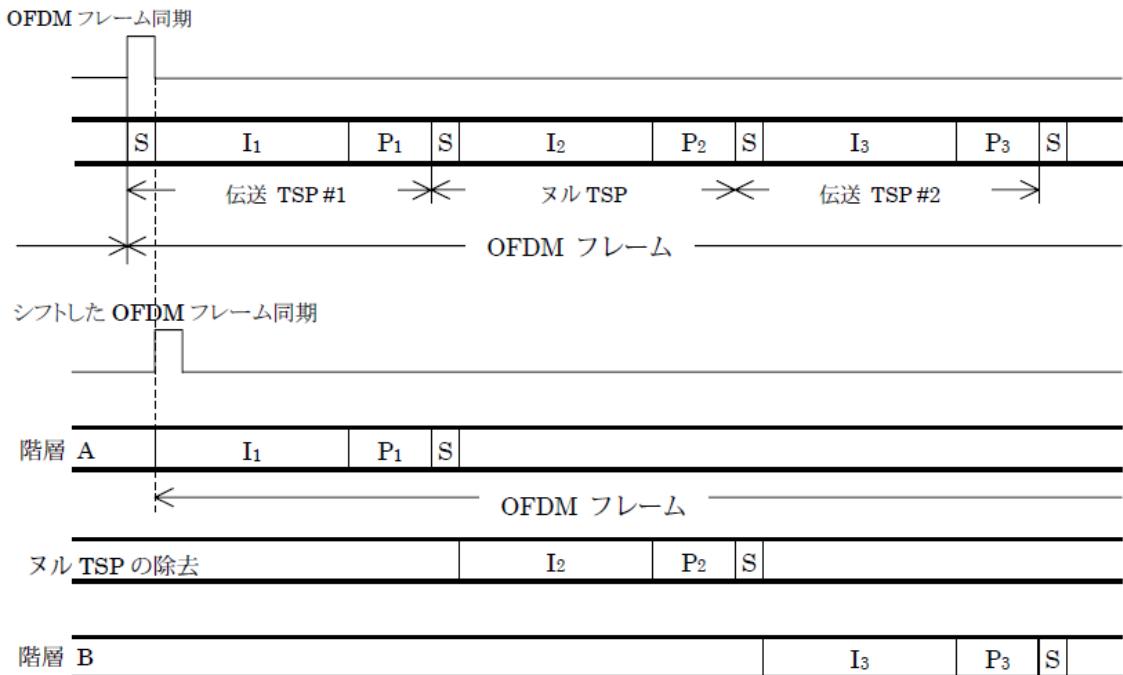 OFDM フレーム同期
S I₁ P₁ S I₂ P₂ S I₃ P₃ S
伝送 TSP #1 ヌル TSP 伝送 TSP #2
OFDM フレーム
シフトした OFDM フレーム同期
階層 A I₁ P₁ S
OFDM フレーム
ヌル TSP の除去 I₂ P₂ S
階層 B I₃ P₃ S